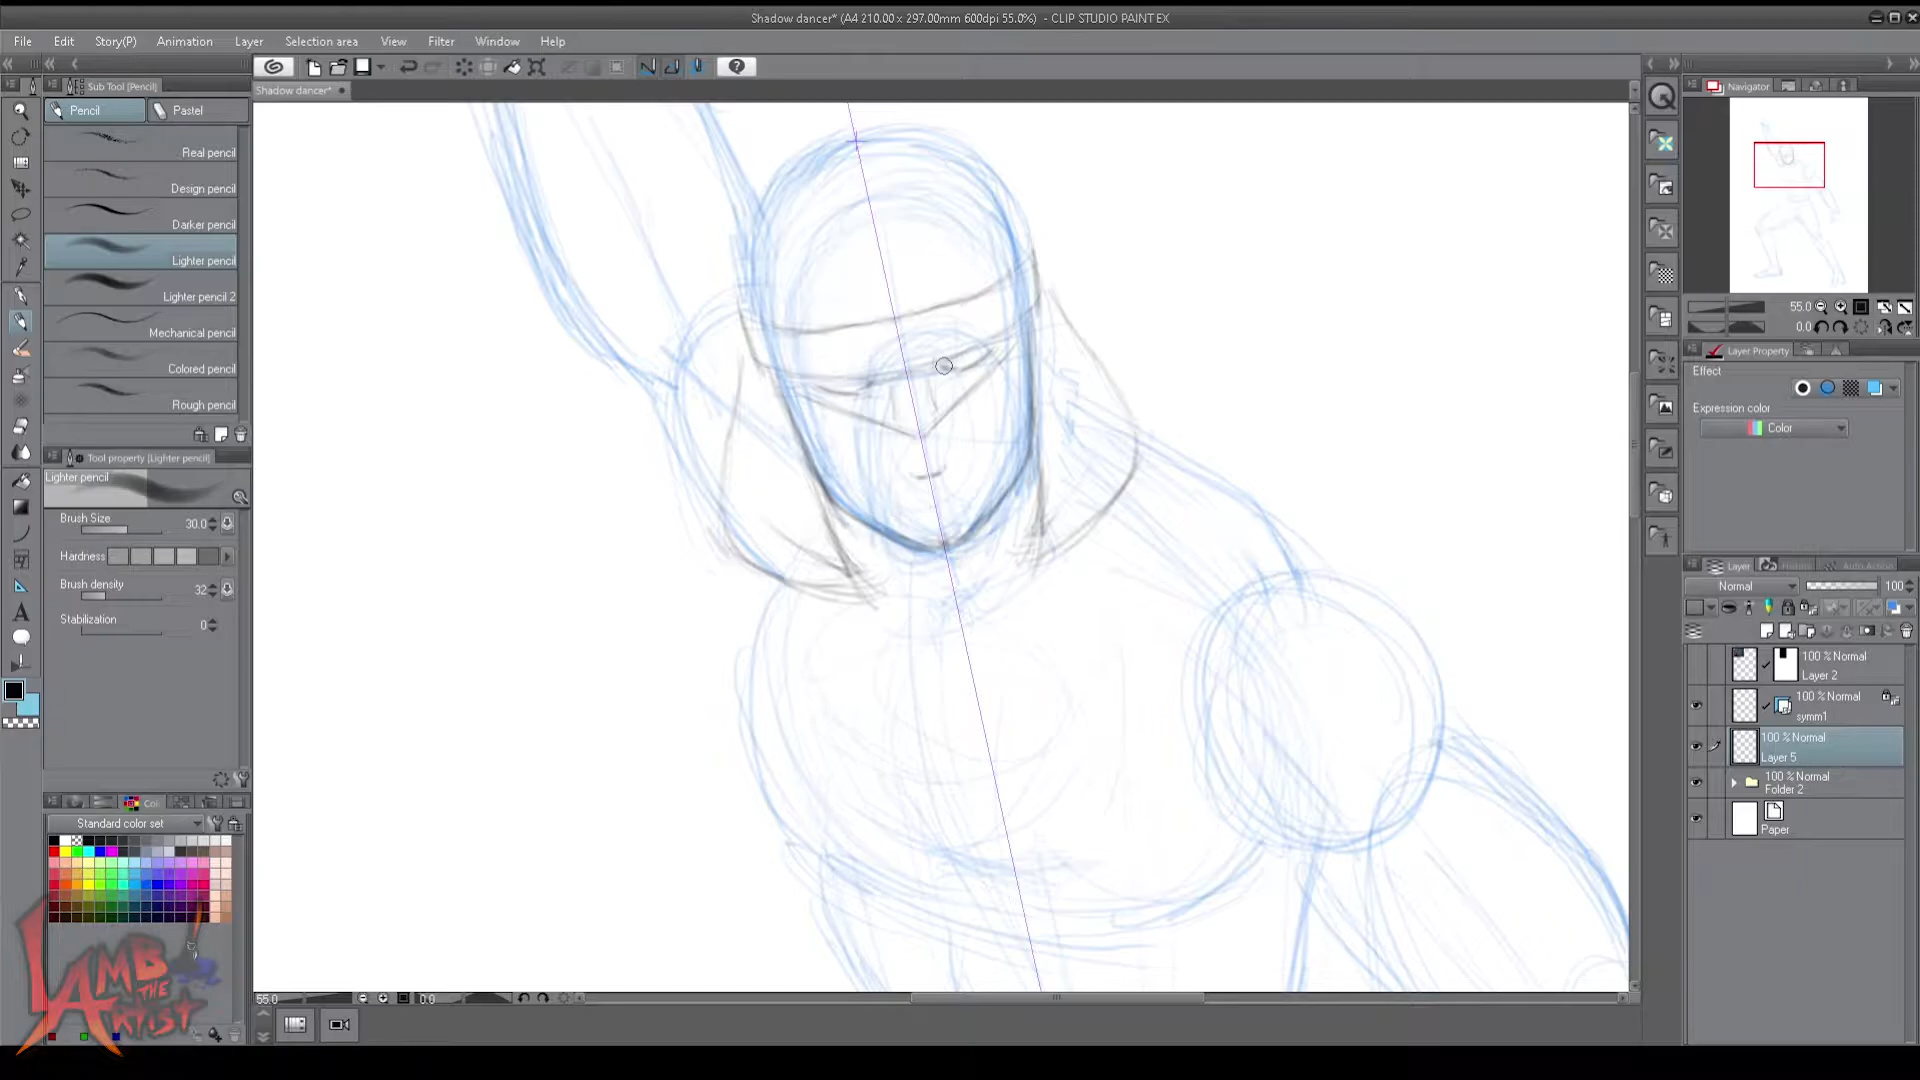 Shadow dancer* (A4 210.00 x 297.00mm 600dpi 55.0%) - CLIP STUDIO PAINT EX
File Edit Story(P) Animation Layer Selection area View Filter Window Help
Sub Tool [Pencil]
Shadow dancer*
Navigator
Pencil
Pastel
Real pencil
Design pencil
Darker pencil
Lighter pencil
Lighter pencil 2
Mechanical pencil
Colored pencil
Rough pencil
55.0
0.0
Layer Property
Effect
Expression color
Color
Tool property [Lighter pencil]
Lighter pencil
Brush Size 30.0
Hardness
Brush density 32
Stabilization 0
Layer
Auto Action
Normal 100
100 % Normal
Layer 2
100 % Normal
symm1
100 % Normal
Layer 5
100 % Normal
Folder 2
Paper
Standard color set
LAMB
THE
ARTIST
55.0 0.0